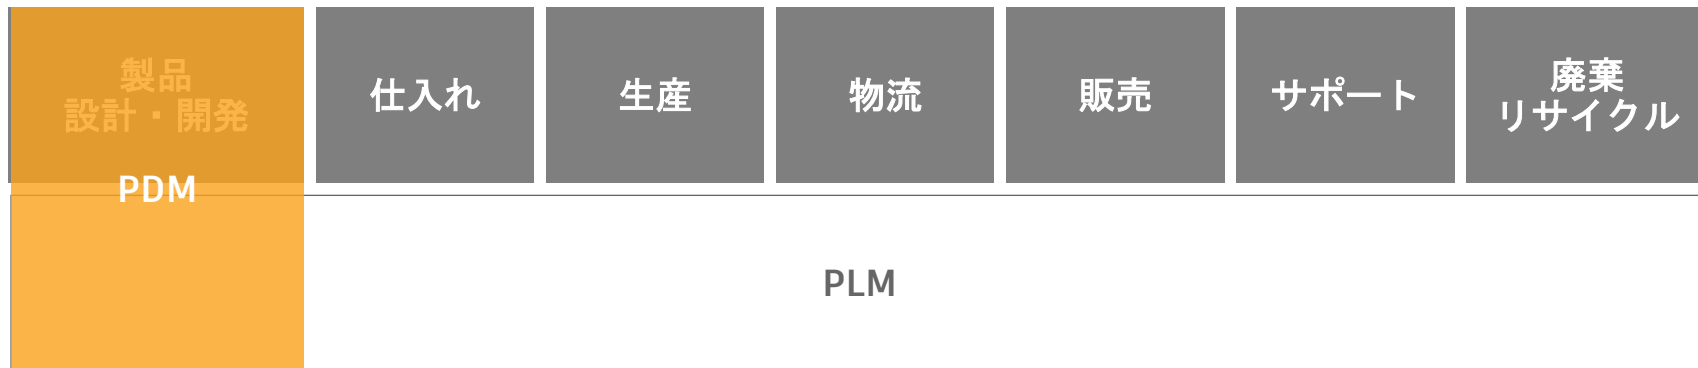 製品
設計・開発
PDM
仕入れ
生産
物流
販売
サポート
廃棄
リサイクル
PLM